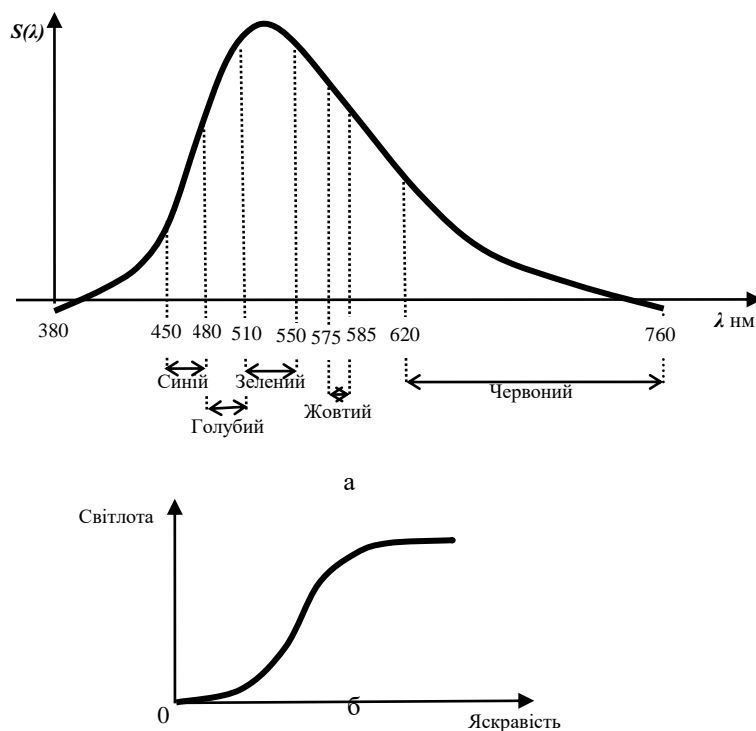 S(λ)
λ нм
380 450 480 510 550 575 585 620 760
Синій Зелений Червоний
Голубий Жовтий
а
Світлота
0 б
Яскравість